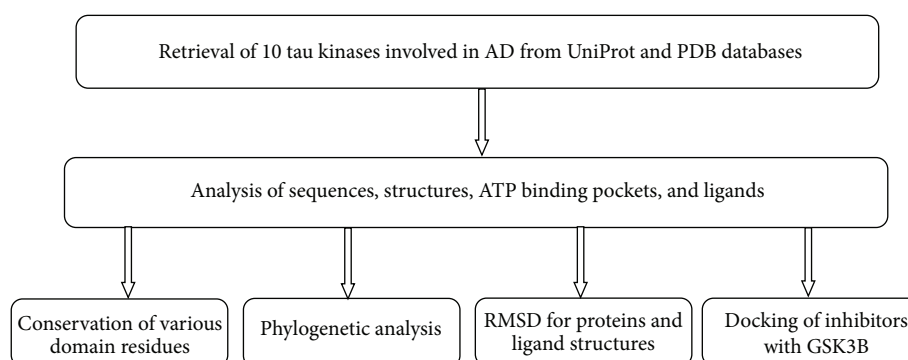 Retrieval of 10 tau kinases involved in AD from UniProt and PDB databases
Analysis of sequences, structures, ATP binding pockets, and ligands
Conservation of various
domain residues
Phylogenetic analysis
RMSD for proteins and
ligand structures
Docking of inhibitors
with GSK3B